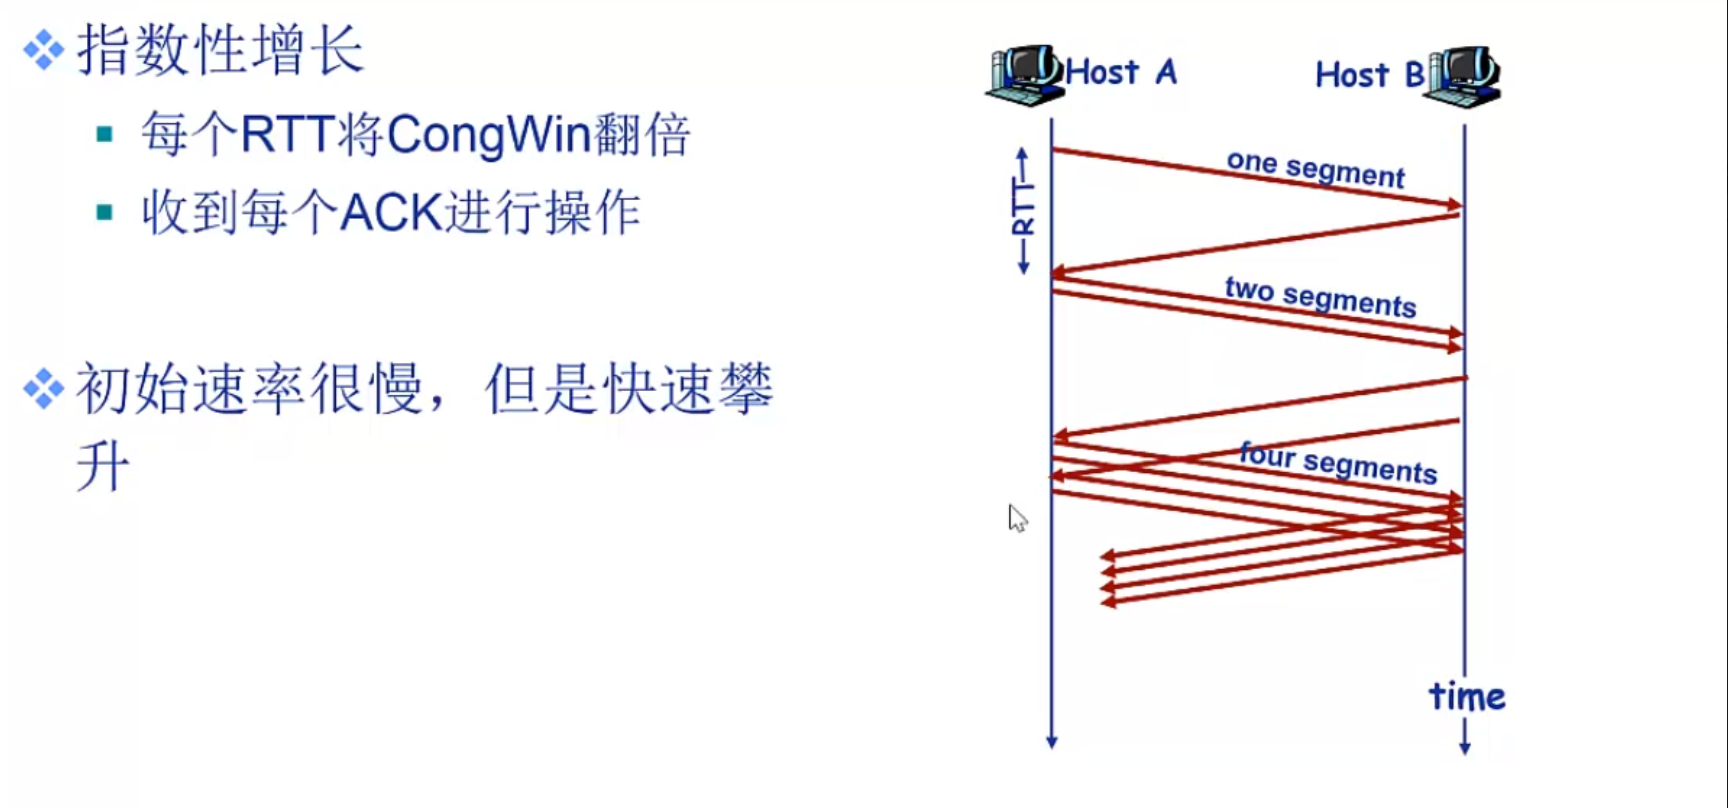 指数性增长
每个RTT将CongWin翻倍
收到每个ACK进行操作
初始速率很慢，但是快速攀
升
Host A
Host B
RTT
one segment
two segments
four segments
time